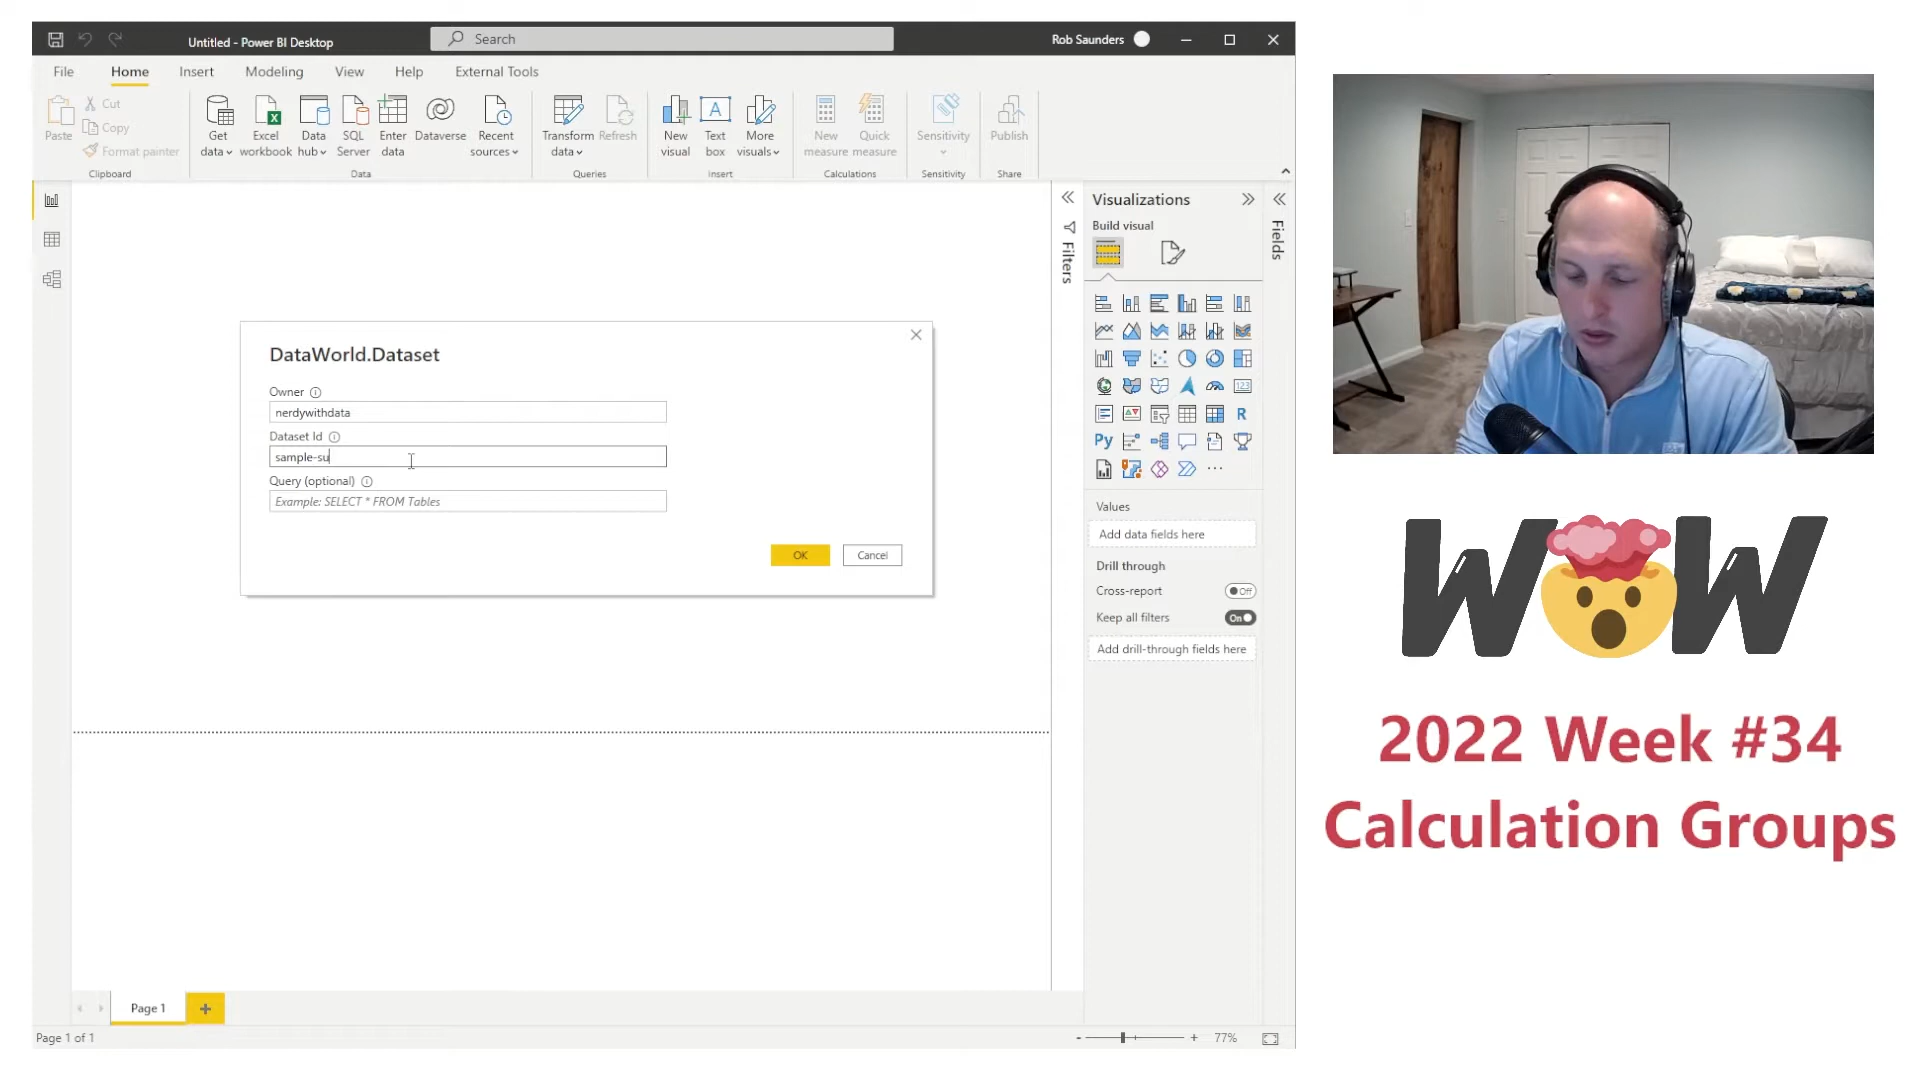 Untitled - Power BI Desktop
Search
Rob Saunders
File Home Insert Modeling View Help External Tools
Paste
Cut
Copy
Format painter
Clipboard
Get data
Excel workbook
Data hub
SQL Server
Enter data
Dataverse
Recent sources
Data
Transform data
Refresh
Queries
New visual
Text box
More visuals
Insert
New measure
Quick measure
Calculations
Sensitivity
Sensitivity
Publish
Share
Filters
Visualizations
Build visual
Fields
DataWorld.Dataset
Owner
nerdywithdata
Dataset Id
sample-su
Query (optional)
Example: SELECT * FROM Tables
OK
Cancel
R
Py
123
Values
Add data fields here
Drill through
Cross-report
Off
Keep all filters
On
Add drill-through fields here
Page 1
Page 1 of 1
- + 77%
WOW
2022 Week #34
Calculation Groups